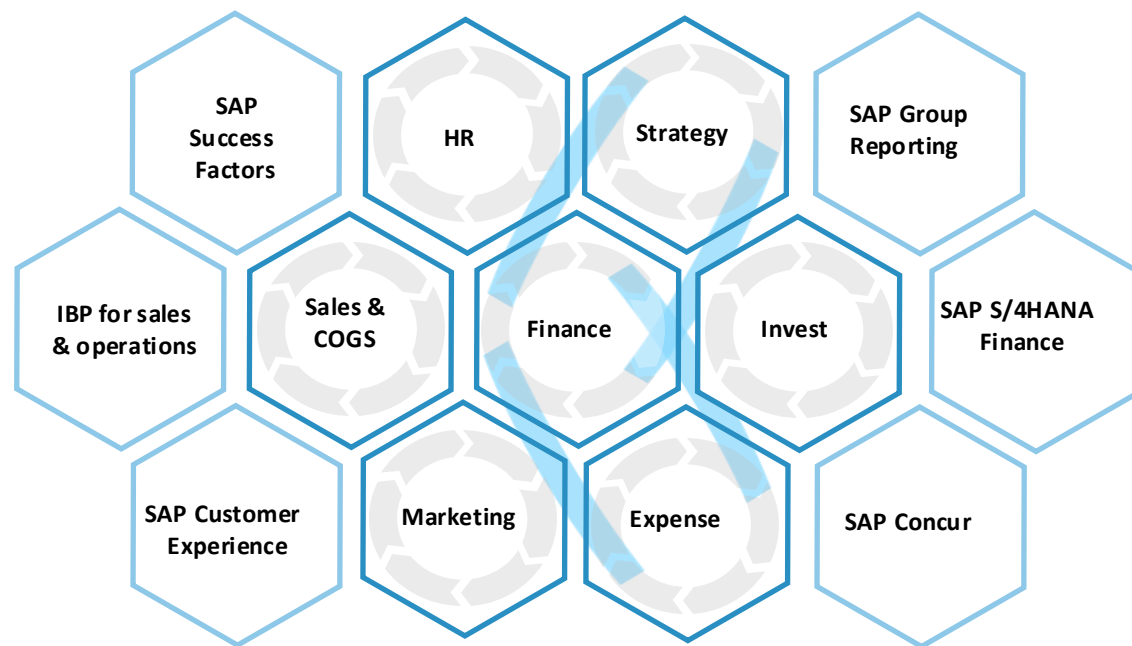 SAP
Success
Factors
HR
Strategy
SAP Group
Reporting
IBP for sales
& operations
Sales &
COGS
Finance
Invest
SAP S/4HANA
Finance
SAP Customer
Experience
Marketing
Expense
SAP Concur